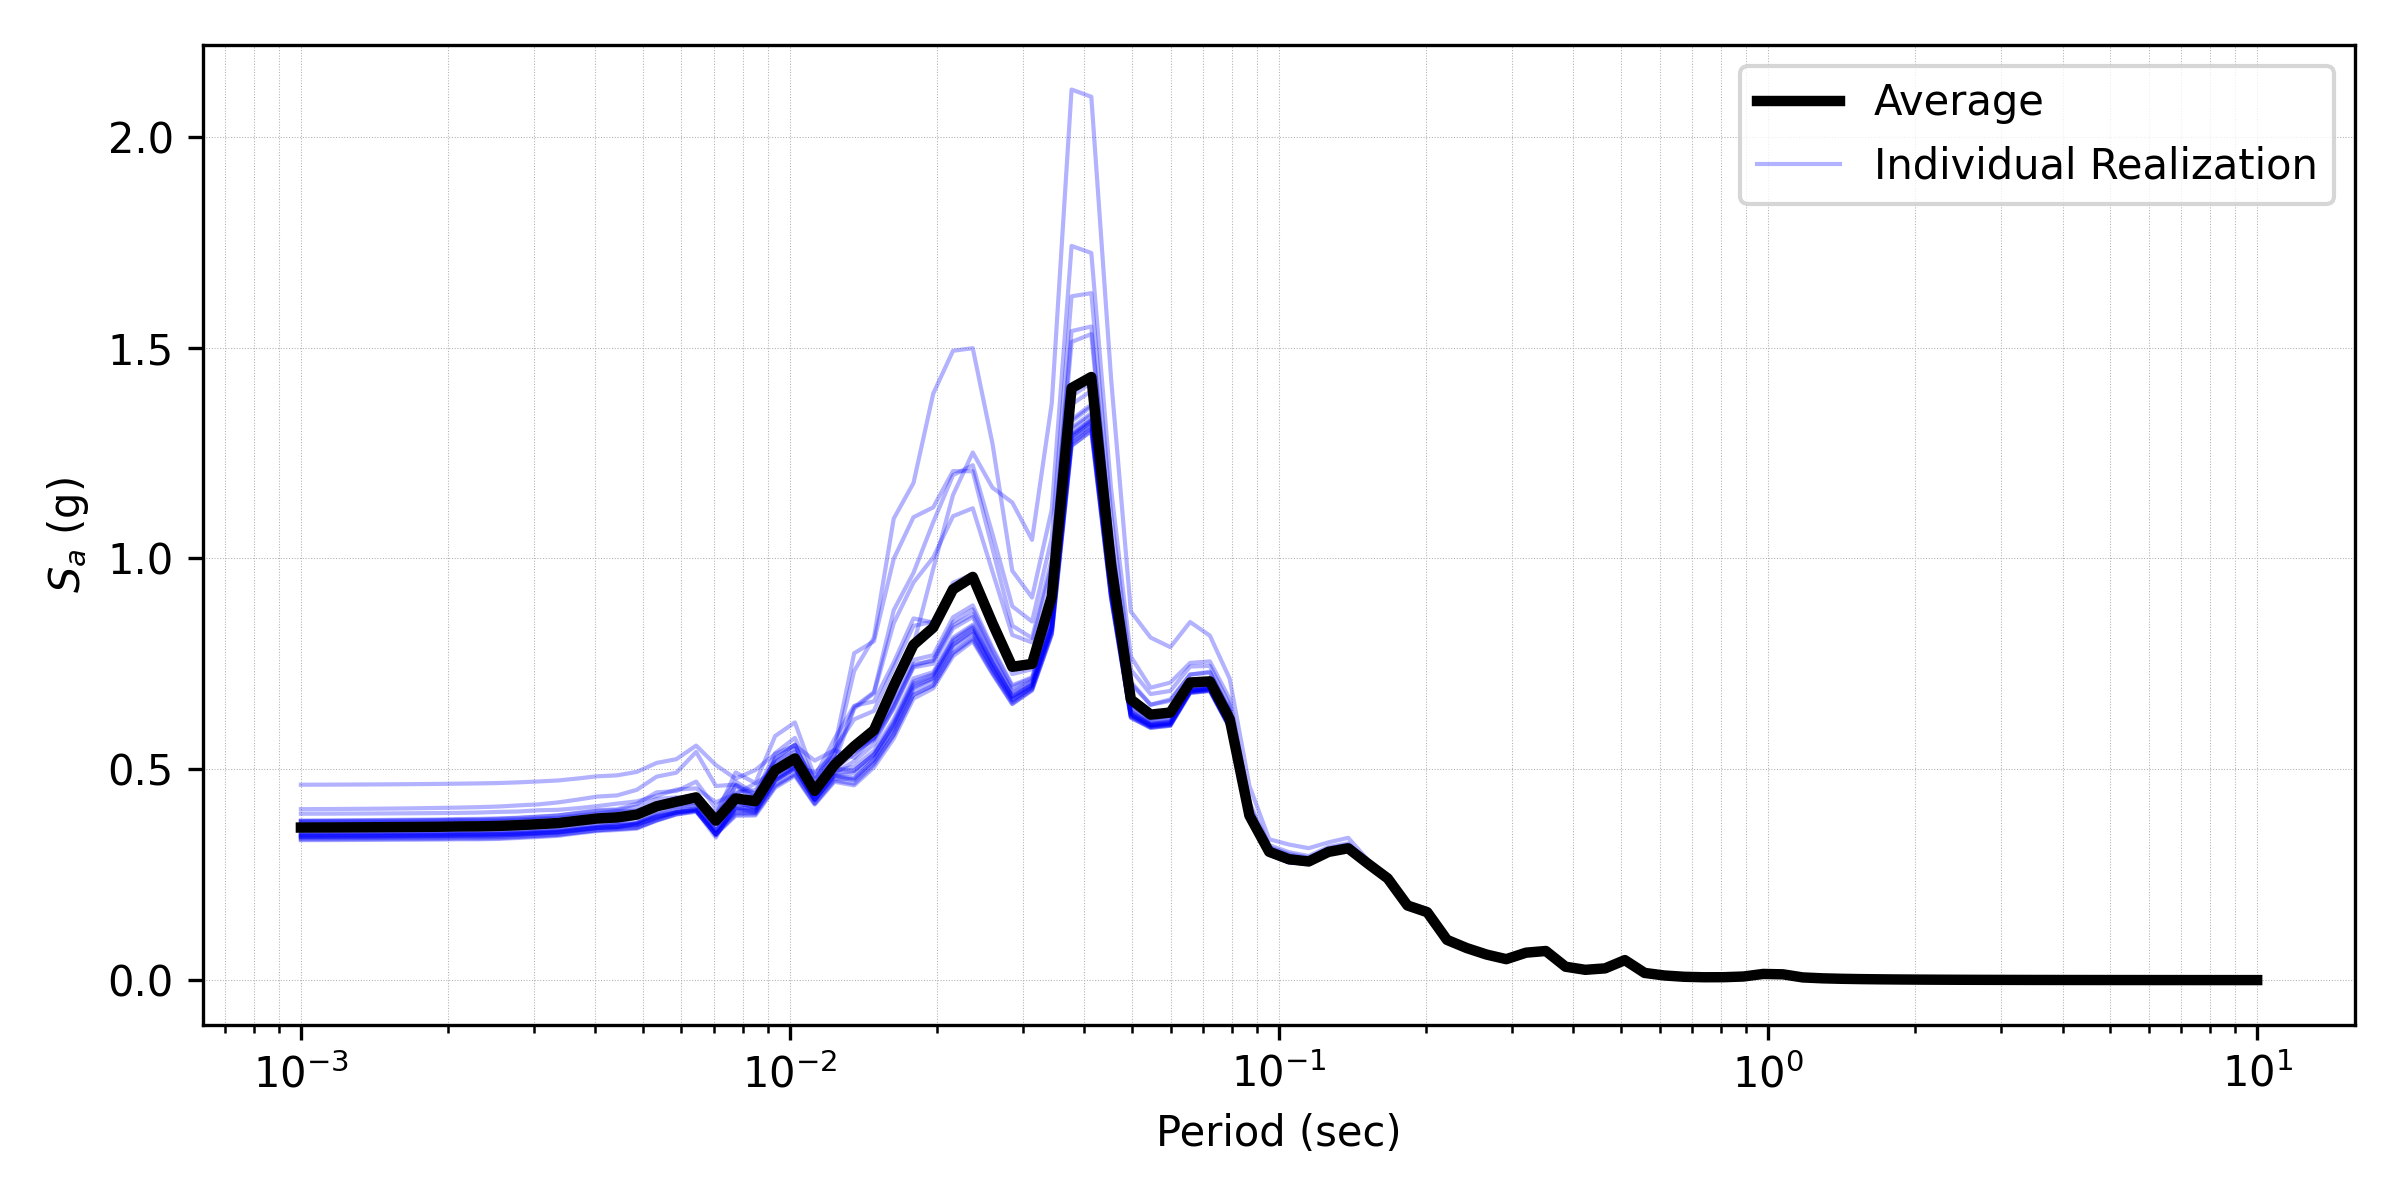 Average
Individual Realization
2.0
1.5
1.0
0.5
0.0
S_a (g)
10⁻³ 10⁻² 10⁻¹ 10⁰ 10¹
Period (sec)